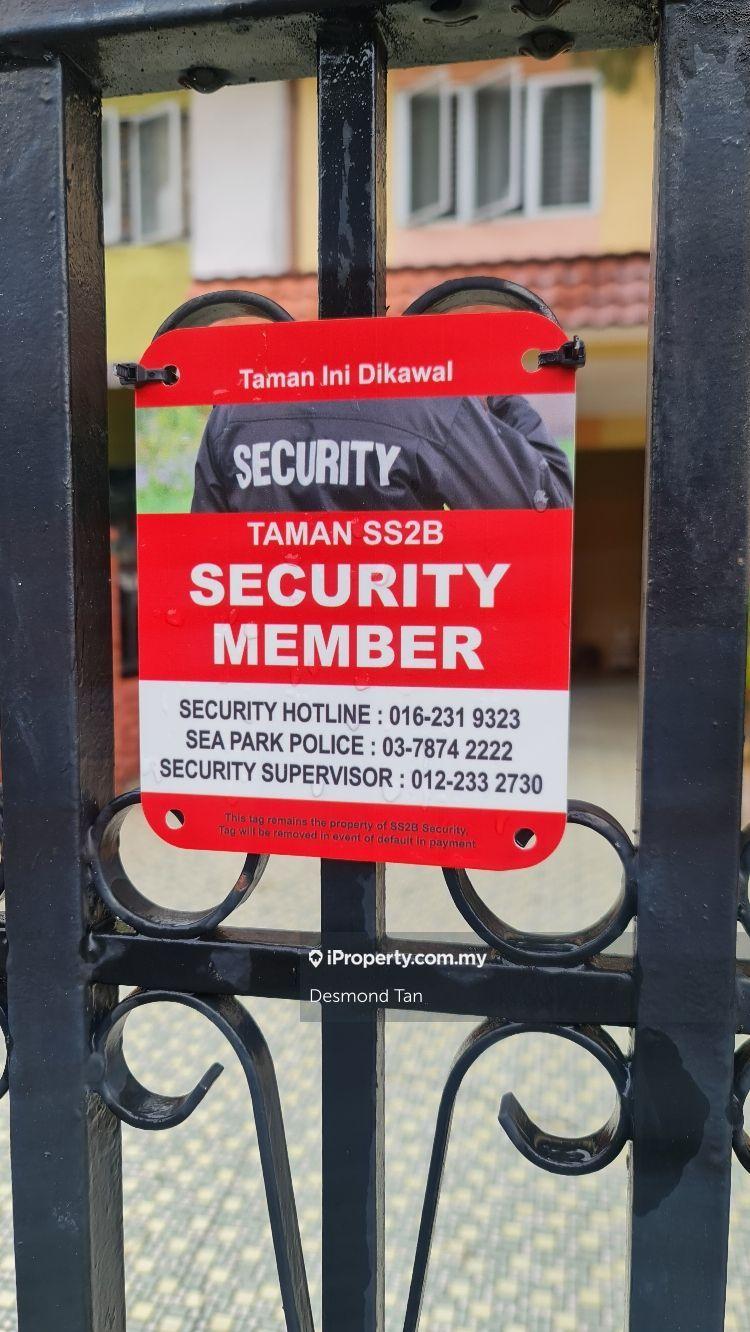 Taman Ini Dikawal
SECURITY
TAMAN SS2B
SECURITY
MEMBER
SECURITY HOTLINE : 016-231 9323
SEA PARK POLICE : 03-7874 2222
SECURITY SUPERVISOR : 012-233 2730
This tag remains the property of SS2B Security.
Tag will be removed in event of default in payment
iProperty.com.my
Desmond Tan